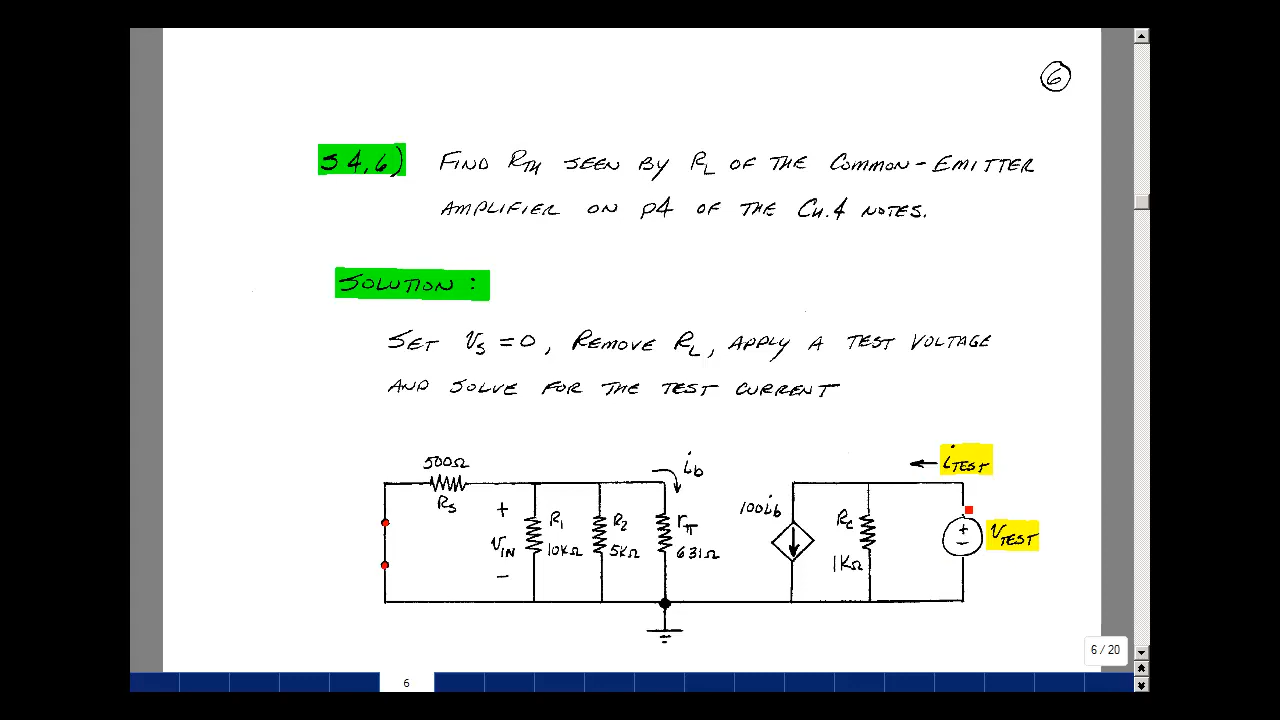 6
S4,6) FIND RTH SEEN BY RL OF THE COMMON-EMITTER
AMPLIFIER ON P4 OF THE CH.4 NOTES.
SOLUTION :
SET VS = 0, REMOVE RL, APPLY A TEST VOLTAGE
AND SOLVE FOR THE TEST CURRENT
500Ω
RS
ib
iTEST
+
VIN
−
R1
10KΩ
R2
5KΩ
rπ
631Ω
100ib
RC
1KΩ
+
−
VTEST
6 / 20
6